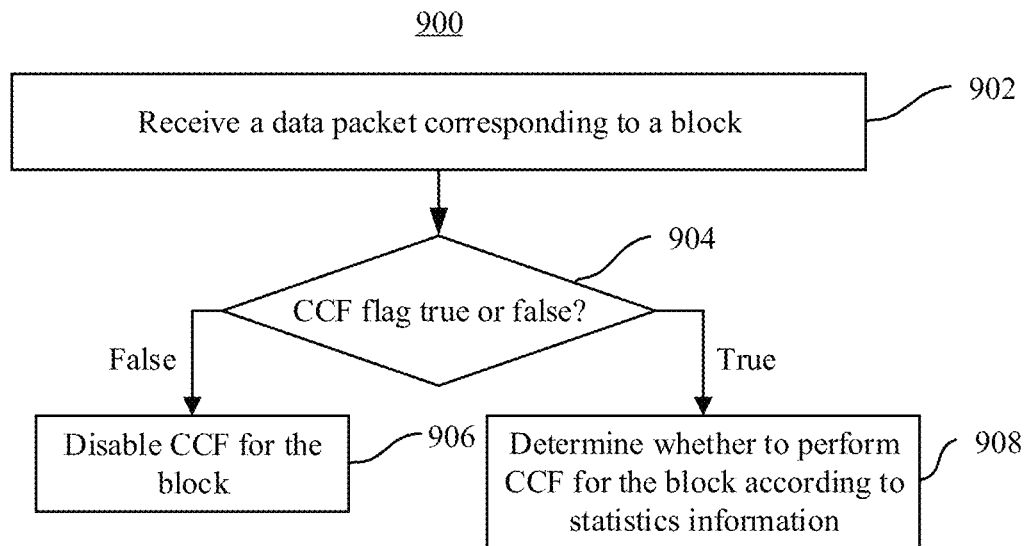 900
Receive a data packet corresponding to a block
902
CCF flag true or false?
904
False
True
Disable CCF for the
block
906
Determine whether to perform
CCF for the block according to
statistics information
908